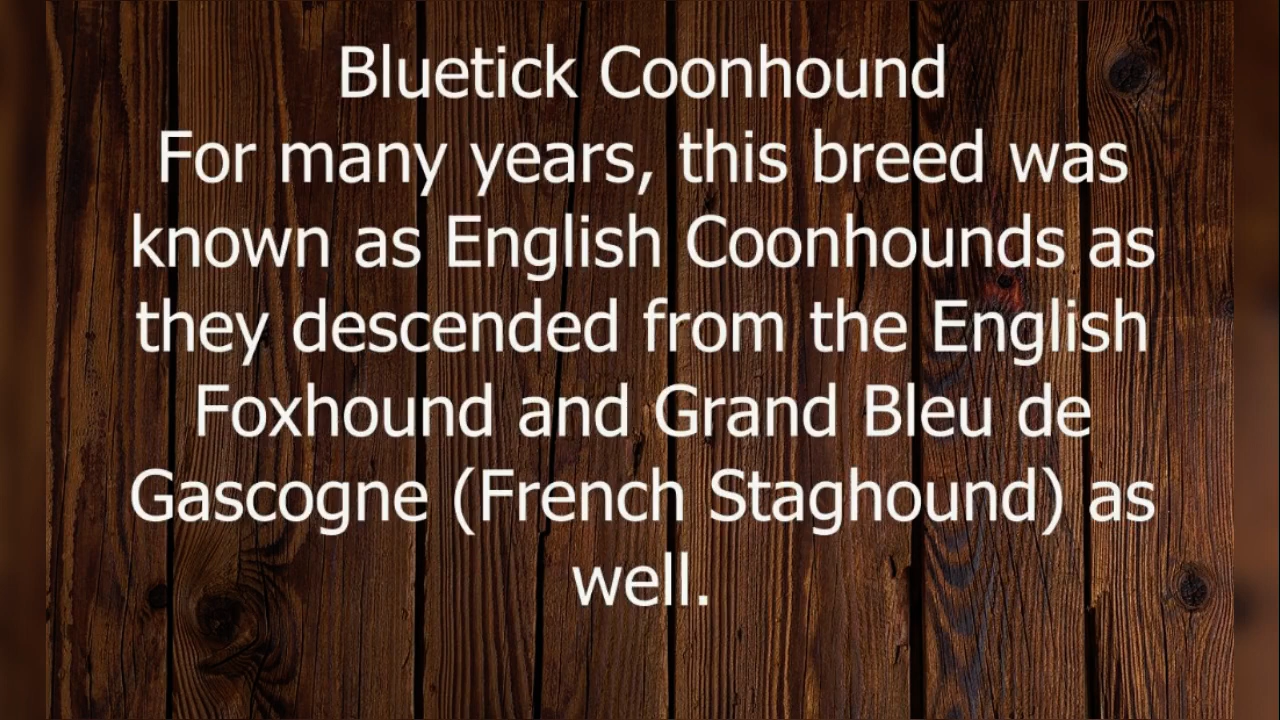 Bluetick Coonhound
For many years, this breed was
known as English Coonhounds as
they descended from the English
Foxhound and Grand Bleu de
Gascogne (French Staghound) as
well.